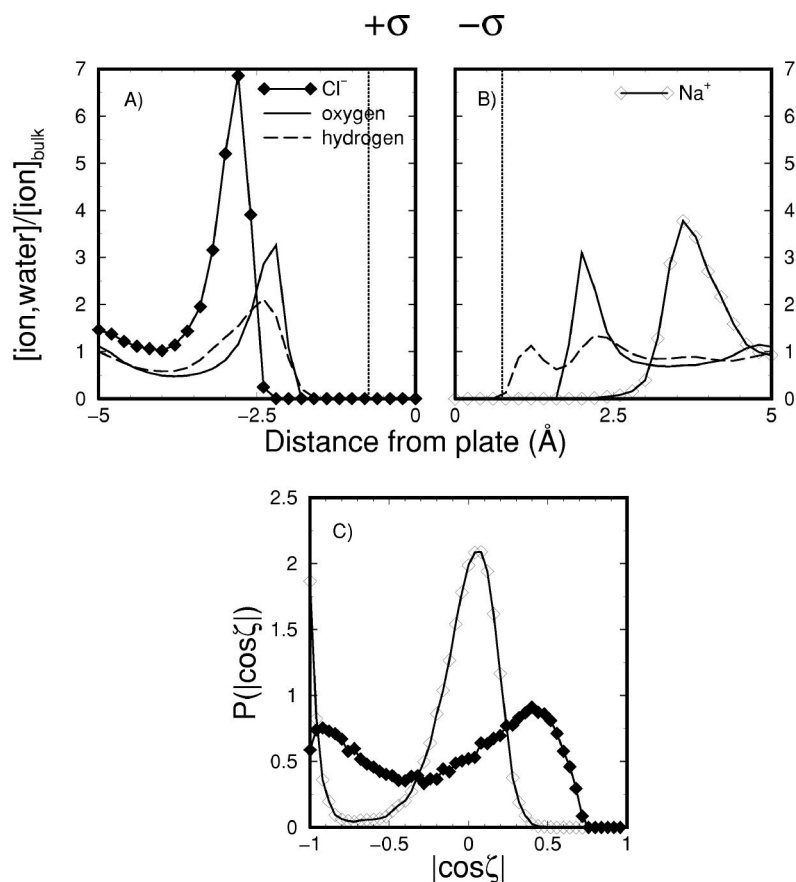 +σ −σ
A)
Cl⁻
oxygen
hydrogen
B)
Na⁺
7
6
5
4
3
2
1
0
7
6
5
4
3
2
1
0
[ion,water]/[ion]bulk
−5
−2.5
0
0
2.5
5
Distance from plate (Å)
C)
2.5
2
1.5
1
0.5
0
P(|cosζ|)
−1
−0.5
0
0.5
1
|cosζ|